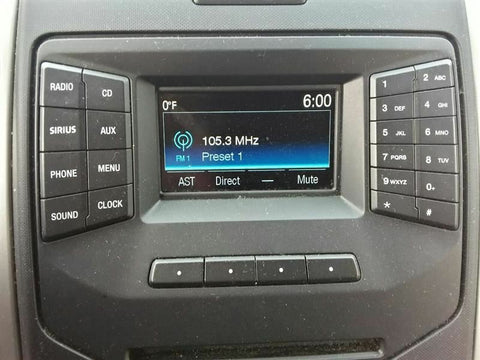 RADIO
CD
SIRIUS
AUX
PHONE
MENU
SOUND
CLOCK
0°F 6:00
105.3 MHz
FM 1 Preset 1
AST Direct — Mute
1
2 ABC
3 DEF
4 GHI
5 JKL
6 MNO
7 PQRS
8 TUV
9 WXYZ
0 +
*
#